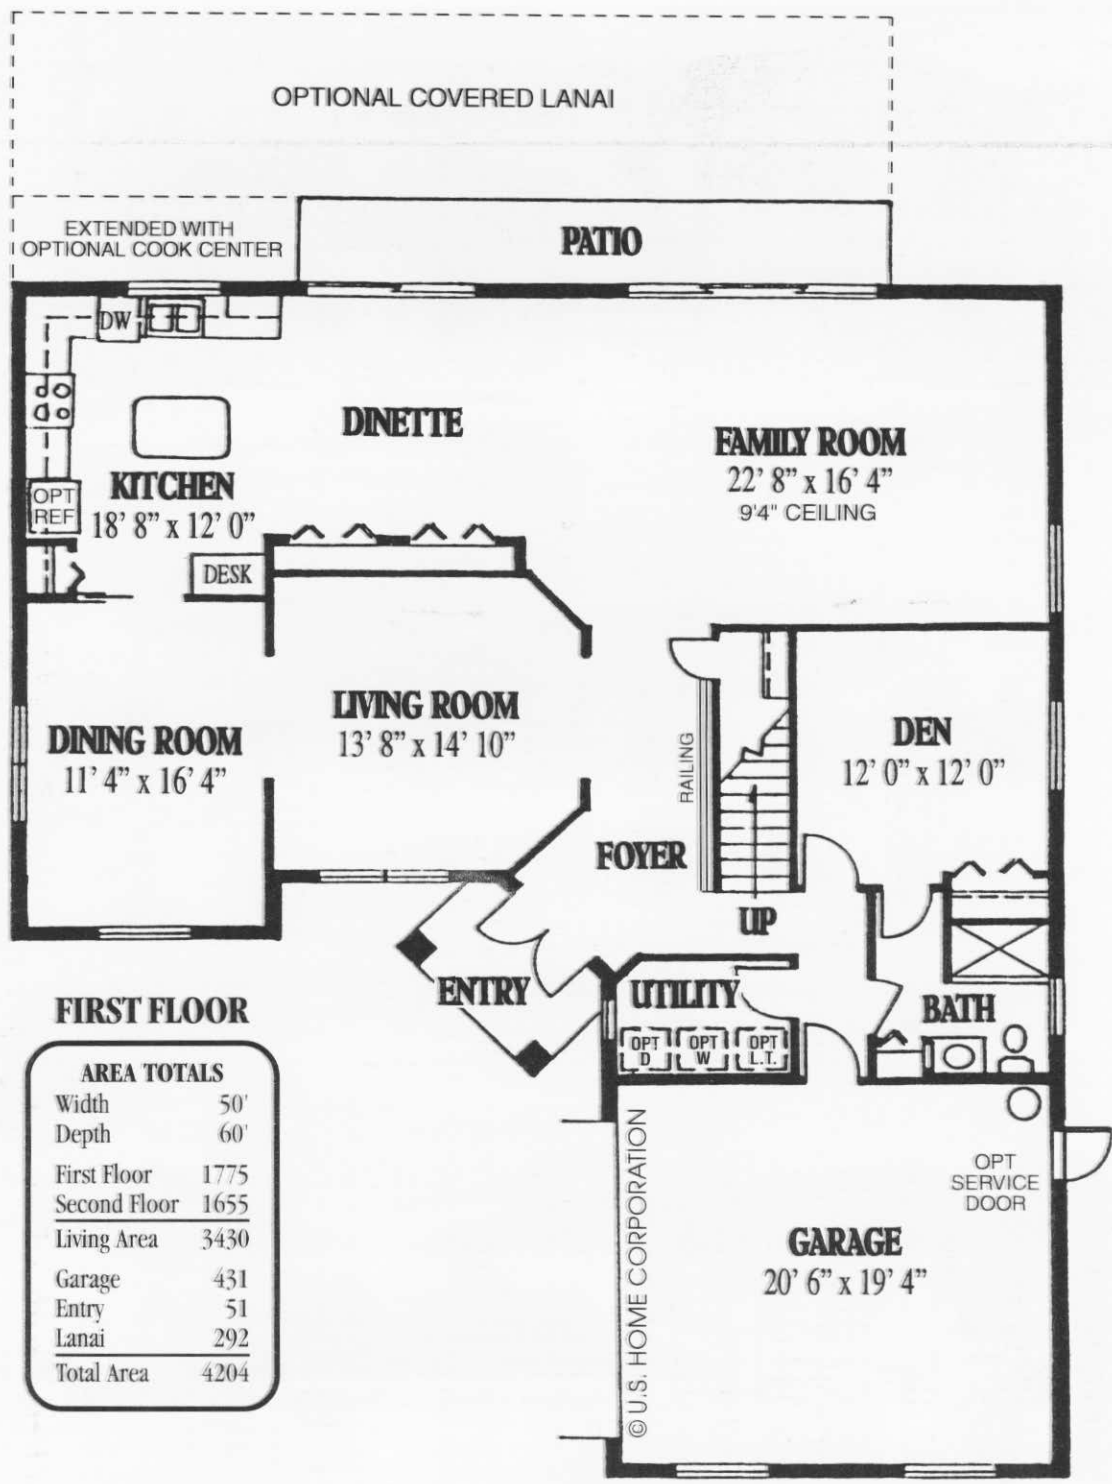 OPTIONAL COVERED LANAI
EXTENDED WITH
OPTIONAL COOK CENTER
PATIO
DW
DINETTE
FAMILY ROOM
22' 8" x 16' 4"
9'4" CEILING
KITCHEN
18' 8" x 12' 0"
OPT
REF
DESK
LIVING ROOM
13' 8" x 14' 10"
DINING ROOM
11' 4" x 16' 4"
RAILING
DEN
12' 0" x 12' 0"
FOYER
UP
ENTRY
UTILITY
BATH
OPT
D
OPT
W
OPT
L.T.
FIRST FLOOR
AREA TOTALS
Width 50'
Depth 60'
First Floor 1775
Second Floor 1655
Living Area 3430
Garage 431
Entry 51
Lanai 292
Total Area 4204
© U.S. HOME CORPORATION
OPT
SERVICE
DOOR
GARAGE
20' 6" x 19' 4"